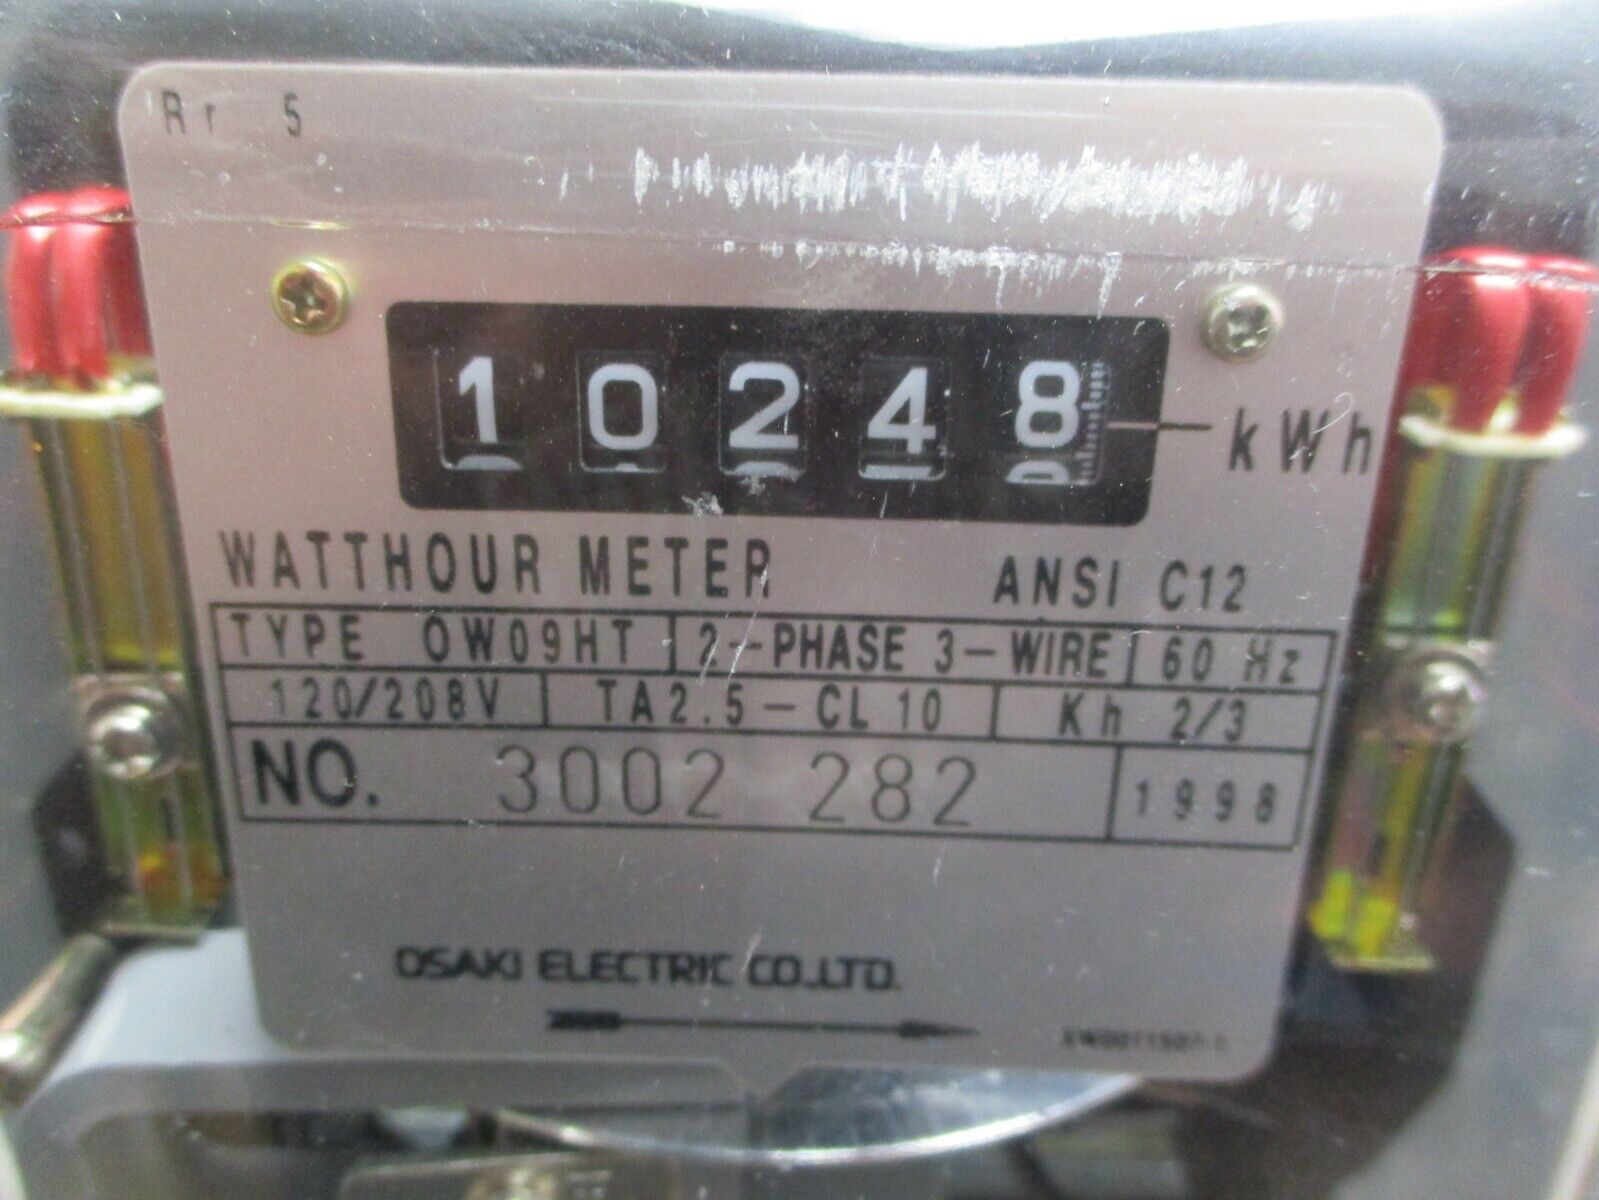 Rr 5
10248 kWh
WATTHOUR METER ANSI C12
TYPE OW09HT 2-PHASE 3-WIRE 60 Hz
120/208V TA2.5-CL10 Kh 2/3
NO. 3002 282 1998
OSAKI ELECTRIC CO.,LTD.